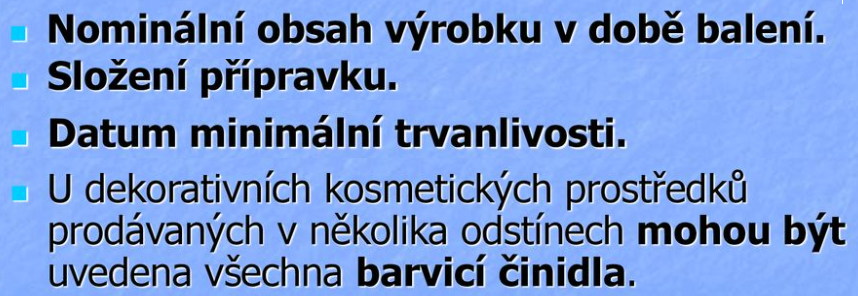 Nominální obsah výrobku v době balení.
Složení přípravku.
Datum minimální trvanlivosti.
U dekorativních kosmetických prostředků
prodávaných v několika odstínech mohou být
uvedena všechna barvicí činidla.